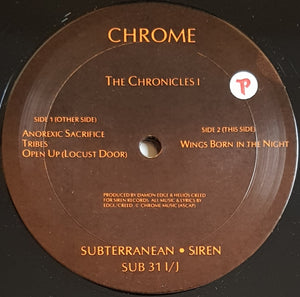 CHROME
THE CHRONICLES I
SIDE 1 (OTHER SIDE)
ANOREXIC SACRIFICE
TRIBES
OPEN UP (LOCUST DOOR)
SIDE 2 (THIS SIDE)
WINGS BORN IN THE NIGHT
P
PRODUCED BY DAMON EDGE & HELIOS CREED
FOR SIREN RECORDS. ALL MUSIC & LYRICS BY
EDGE/CREED. © CHROME MUSIC (ASCAP)
SUBTERRANEAN • SIREN
SUB 31 I/J